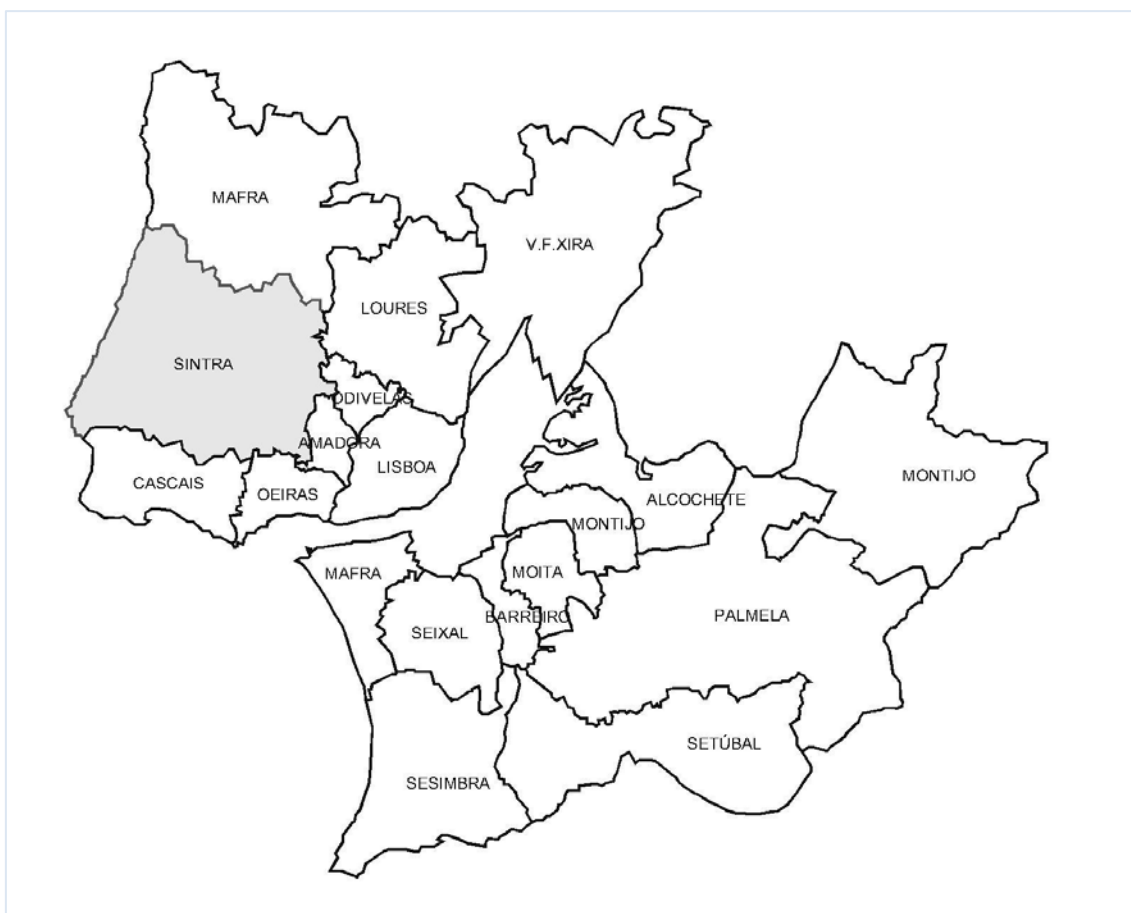 MAFRA
V.F.XIRA
LOURES
SINTRA
ODIVELAS
AMADORA
LISBOA
CASCAIS
OEIRAS
MONTIJO
ALCOCHETE
MONTIJO
MAFRA
MOITA
BARREIRO
SEIXAL
PALMELA
SETÚBAL
SESIMBRA